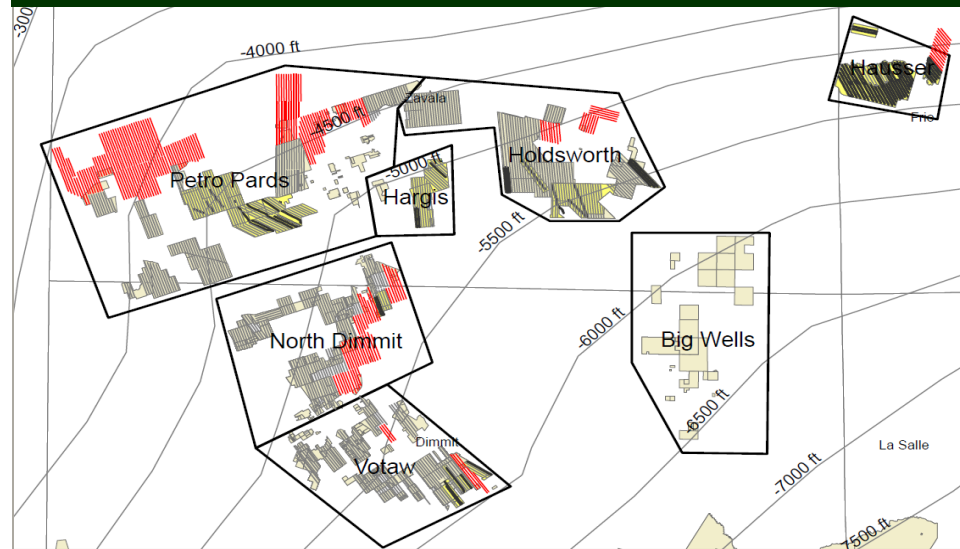 -300
-4000 ft
Hausser
Zavala
-4500 ft
Frio
Holdsworth
-5000 ft
Petro Pards
Hargis
-5500 ft
-6000 ft
North Dimmit
Big Wells
-6500 ft
Dimmit
La Salle
Votaw
-7000 ft
7500 ft